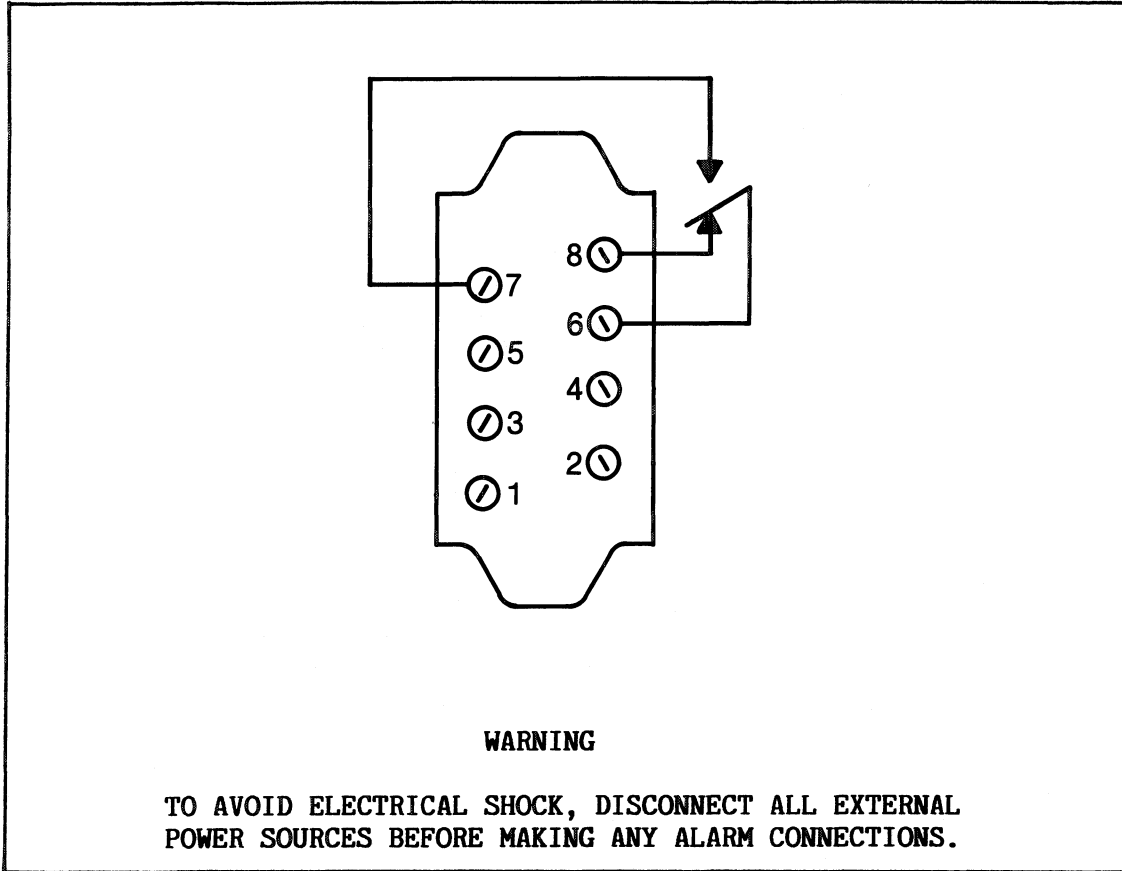 8
7
6
5
4
3
2
1
WARNING
TO AVOID ELECTRICAL SHOCK, DISCONNECT ALL EXTERNAL
POWER SOURCES BEFORE MAKING ANY ALARM CONNECTIONS.